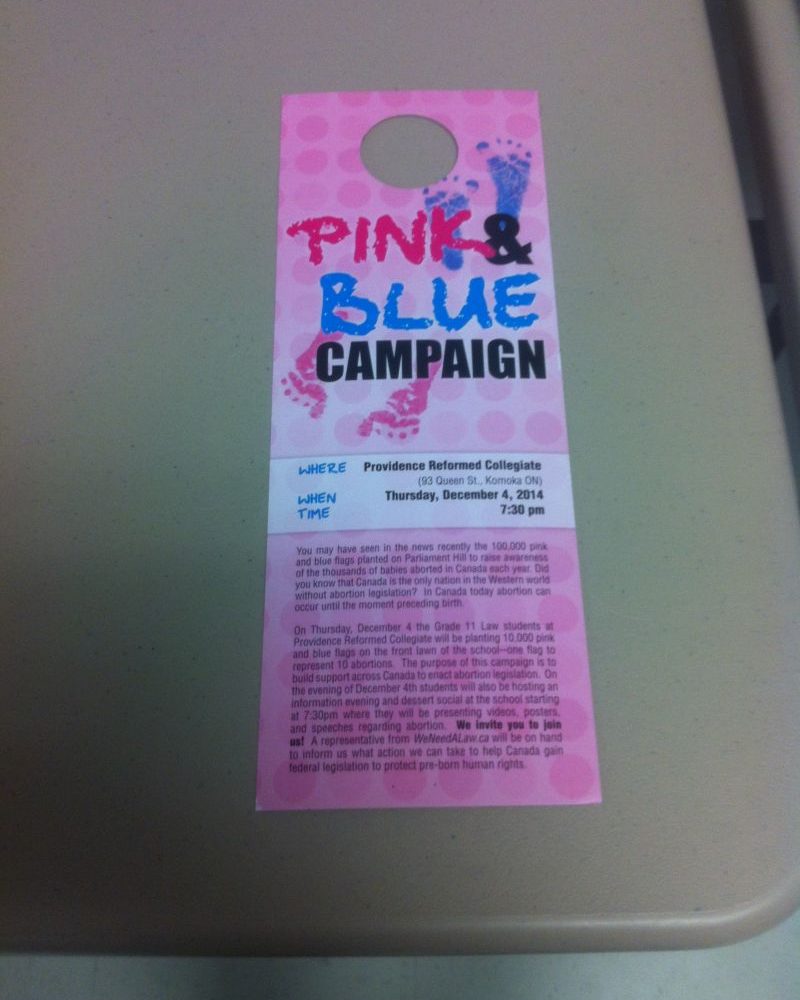 PINK &
BLUE
CAMPAIGN
WHERE Providence Reformed Collegiate
(93 Queen St., Komoka ON)
WHEN Thursday, December 4, 2014
TIME 7:30 pm
You may have seen in the news recently the 100,000 pink
and blue flags planted on Parliament Hill to raise awareness
of the thousands of babies aborted in Canada each year. Did
you know that Canada is the only nation in the Western world
without abortion legislation? In Canada today abortion can
occur until the moment preceding birth.
On Thursday, December 4 the Grade 11 Law students at
Providence Reformed Collegiate will be planting 10,000 pink
and blue flags on the front lawn of the school—one flag to
represent 10 abortions. The purpose of this campaign is to
build support across Canada to enact abortion legislation. On
the evening of December 4th students will also be hosting an
information evening and dessert social at the school starting
at 7:30pm where they will be presenting videos, posters,
and speeches regarding abortion. We invite you to join
us! A representative from WeNeedALaw.ca will be on hand
to inform us what action we can take to help Canada gain
federal legislation to protect pre-born human rights.